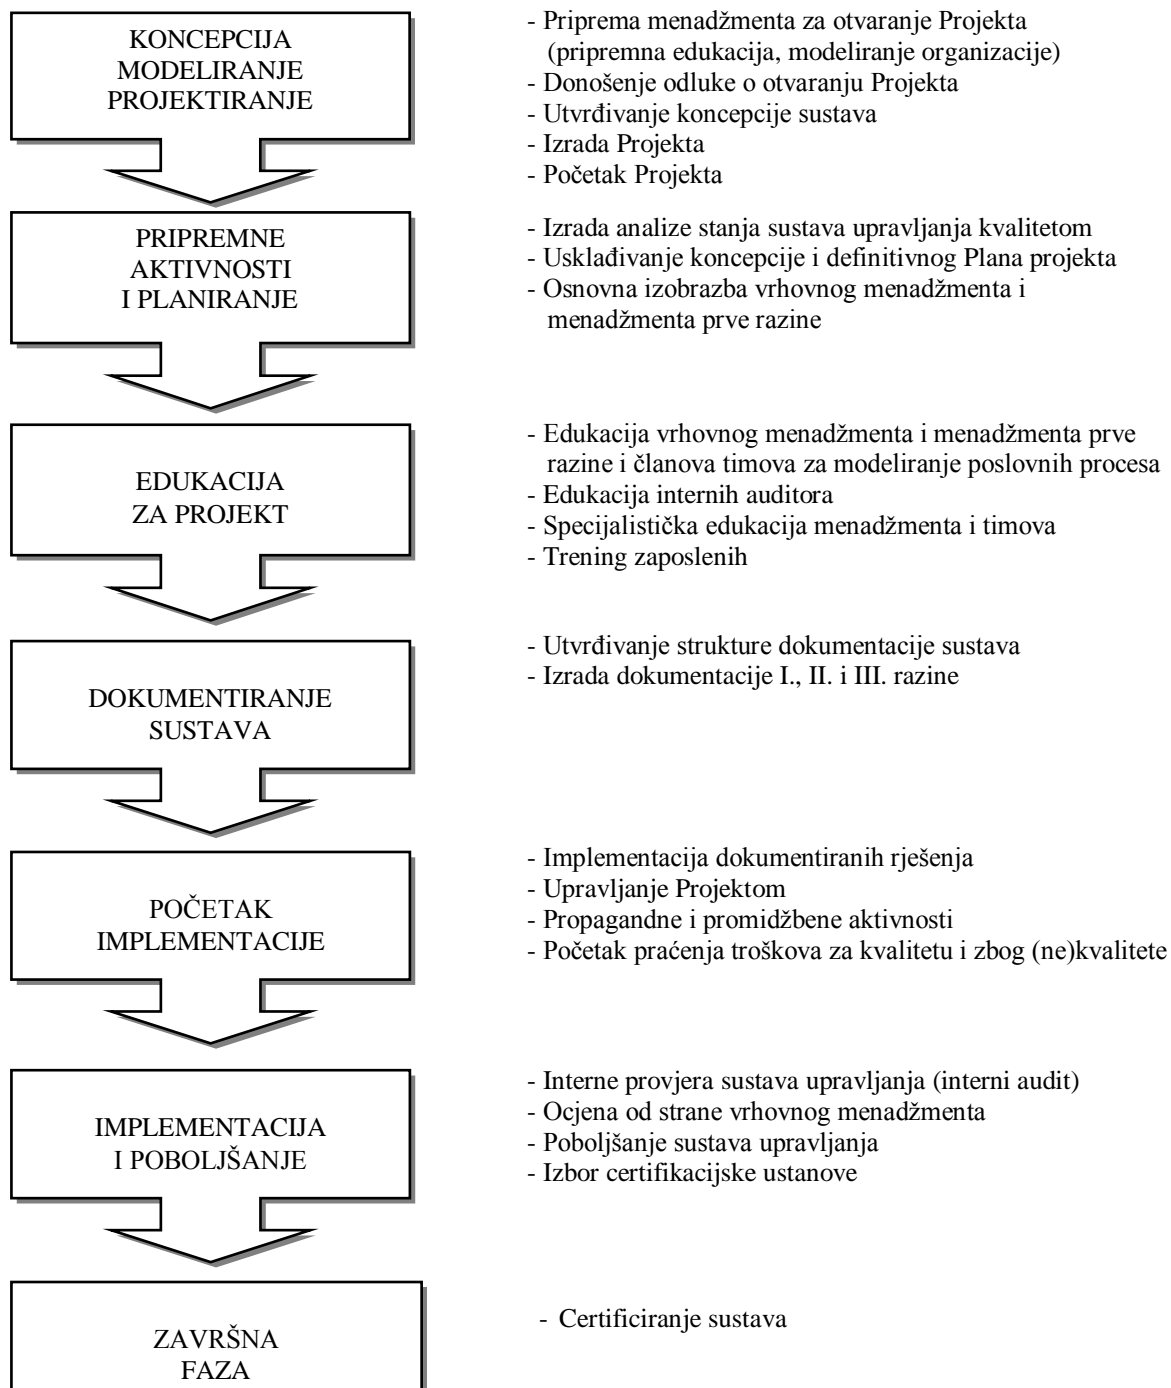 KONCEPCIJA
MODELIRANJE
PROJEKTIRANJE
- Priprema menadžmenta za otvaranje Projekta
(pripremna edukacija, modeliranje organizacije)
- Donošenje odluke o otvaranju Projekta
- Utvrđivanje koncepcije sustava
- Izrada Projekta
- Početak Projekta
PRIPREMNE
AKTIVNOSTI
I PLANIRANJE
- Izrada analize stanja sustava upravljanja kvalitetom
- Usklađivanje koncepcije i definitivnog Plana projekta
- Osnovna izobrazba vrhovnog menadžmenta i
menadžmenta prve razine
EDUKACIJA
ZA PROJEKT
- Edukacija vrhovnog menadžmenta i menadžmenta prve
razine i članova timova za modeliranje poslovnih procesa
- Edukacija internih auditora
- Specijalistička edukacija menadžmenta i timova
- Trening zaposlenih
DOKUMENTIRANJE
SUSTAVA
- Utvrđivanje strukture dokumentacije sustava
- Izrada dokumentacije I., II. i III. razine
POČETAK
IMPLEMENTACIJE
- Implementacija dokumentiranih rješenja
- Upravljanje Projektom
- Propagandne i promidžbene aktivnosti
- Početak praćenja troškova za kvalitetu i zbog (ne)kvalitete
IMPLEMENTACIJA
I POBOLJŠANJE
- Interne provjera sustava upravljanja (interni audit)
- Ocjena od strane vrhovnog menadžmenta
- Poboljšanje sustava upravljanja
- Izbor certifikacijske ustanove
ZAVRŠNA
FAZA
- Certificiranje sustava